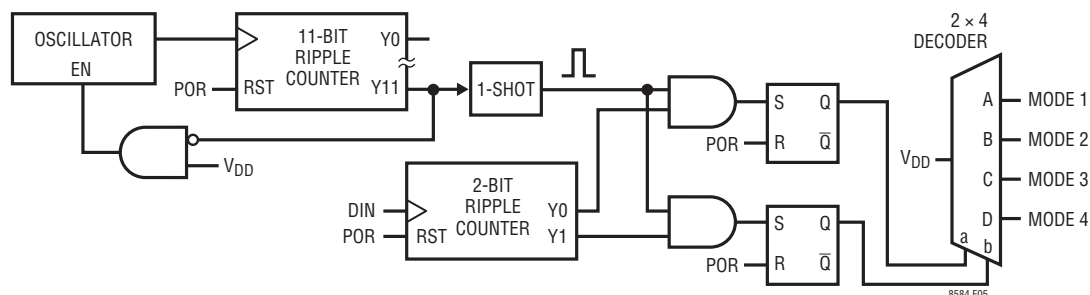 OSCILLATOR
EN
11-BIT
RIPPLE
COUNTER
Y0
Y11
POR
RST
1-SHOT
VDD
2-BIT
RIPPLE
COUNTER
DIN
POR
RST
Y0
Y1
S
Q
POR
R
Q
S
Q
POR
R
Q
2 × 4
DECODER
VDD
A
MODE 1
B
MODE 2
C
MODE 3
D
MODE 4
a
b
8584 F05